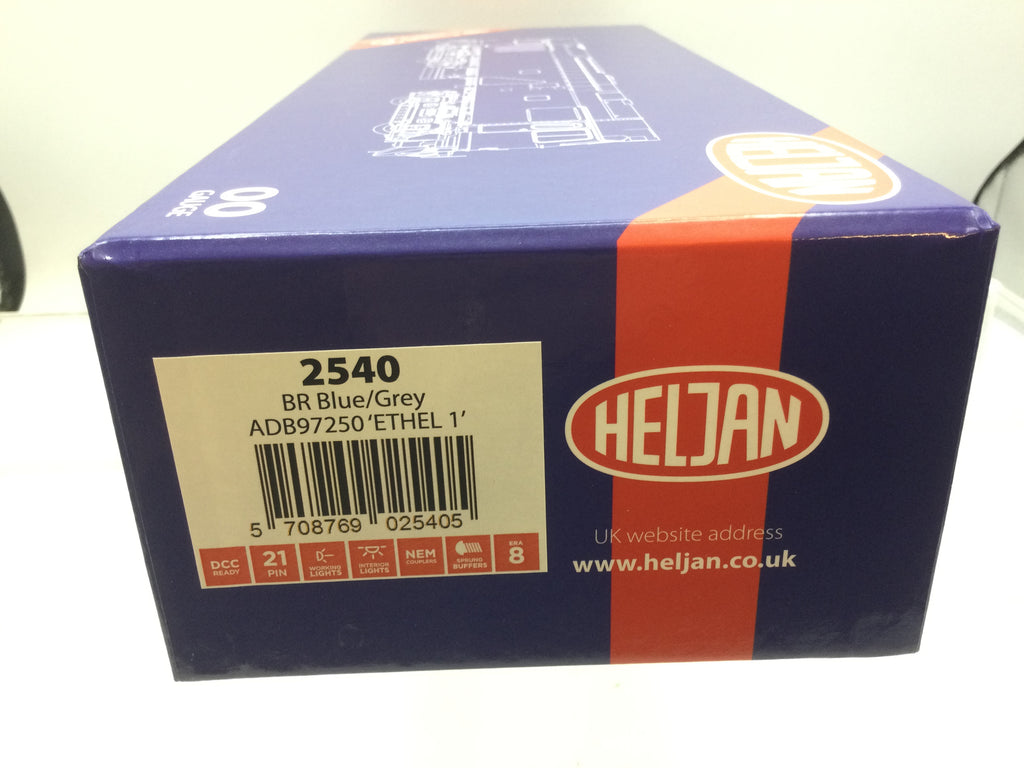 OO
GAUGE
HELJAN
2540
BR Blue/Grey
ADB97250 ‘ETHEL 1’
5 708769 025405
DCC
READY
21
PIN
WORKING
LIGHTS
INTERIOR
LIGHTS
NEM
COUPLERS
SPRUNG
BUFFERS
ERA
8
HELJAN
UK website address
www.heljan.co.uk